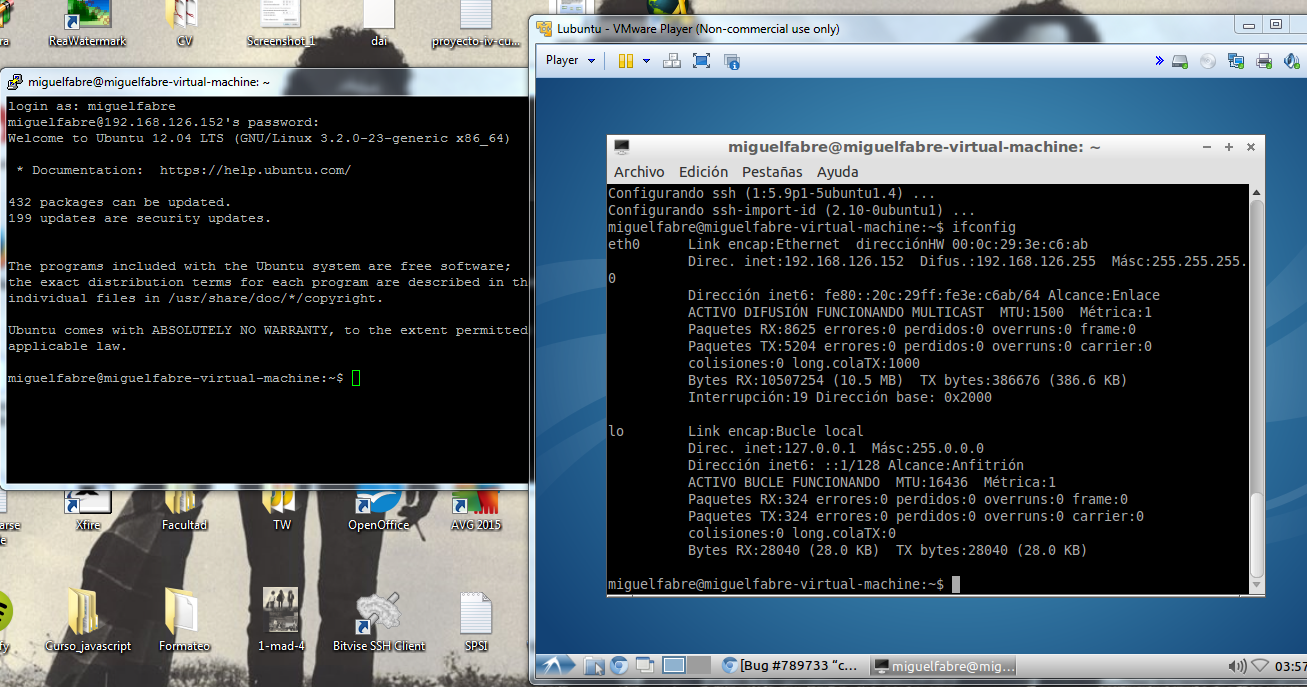 ra
ReaWatermark
CV
Screenshot_1
dai
proyecto-iv-cu...
miguelfabre@miguelfabre-virtual-machine: ~
login as: miguelfabre
miguelfabre@192.168.126.152's password:
Welcome to Ubuntu 12.04 LTS (GNU/Linux 3.2.0-23-generic x86_64)
* Documentation:  https://help.ubuntu.com/
432 packages can be updated.
199 updates are security updates.
The programs included with the Ubuntu system are free software;
the exact distribution terms for each program are described in th
individual files in /usr/share/doc/*/copyright.
Ubuntu comes with ABSOLUTELY NO WARRANTY, to the extent permitted
applicable law.
miguelfabre@miguelfabre-virtual-machine:~$
arse
e
Xfire
Facultad
TW
OpenOffice
AVG 2015
fy
Curso_javascript
Formateo
1-mad-4
Bitvise SSH Client
SPSI
Lubuntu - VMware Player (Non-commercial use only)
Player
miguelfabre@miguelfabre-virtual-machine: ~
Archivo Edición Pestañas Ayuda
Configurando ssh (1:5.9p1-5ubuntu1.4) ...
Configurando ssh-import-id (2.10-0ubuntu1) ...
miguelfabre@miguelfabre-virtual-machine:~$ ifconfig
eth0      Link encap:Ethernet  direcciónHW 00:0c:29:3e:c6:ab
Direc. inet:192.168.126.152  Difus.:192.168.126.255  Másc:255.255.255.
0
Dirección inet6: fe80::20c:29ff:fe3e:c6ab/64 Alcance:Enlace
ACTIVO DIFUSIÓN FUNCIONANDO MULTICAST  MTU:1500  Métrica:1
Paquetes RX:8625 errores:0 perdidos:0 overruns:0 frame:0
Paquetes TX:5204 errores:0 perdidos:0 overruns:0 carrier:0
colisiones:0 long.colaTX:1000
Bytes RX:10507254 (10.5 MB)  TX bytes:386676 (386.6 KB)
Interrupción:19 Dirección base: 0x2000
lo        Link encap:Bucle local
Direc. inet:127.0.0.1  Másc:255.0.0.0
Dirección inet6: ::1/128 Alcance:Anfitrión
ACTIVO BUCLE FUNCIONANDO  MTU:16436  Métrica:1
Paquetes RX:324 errores:0 perdidos:0 overruns:0 frame:0
Paquetes TX:324 errores:0 perdidos:0 overruns:0 carrier:0
colisiones:0 long.colaTX:0
Bytes RX:28040 (28.0 KB)  TX bytes:28040 (28.0 KB)
miguelfabre@miguelfabre-virtual-machine:~$
[Bug #789733 “c...
miguelfabre@mig...
03:57